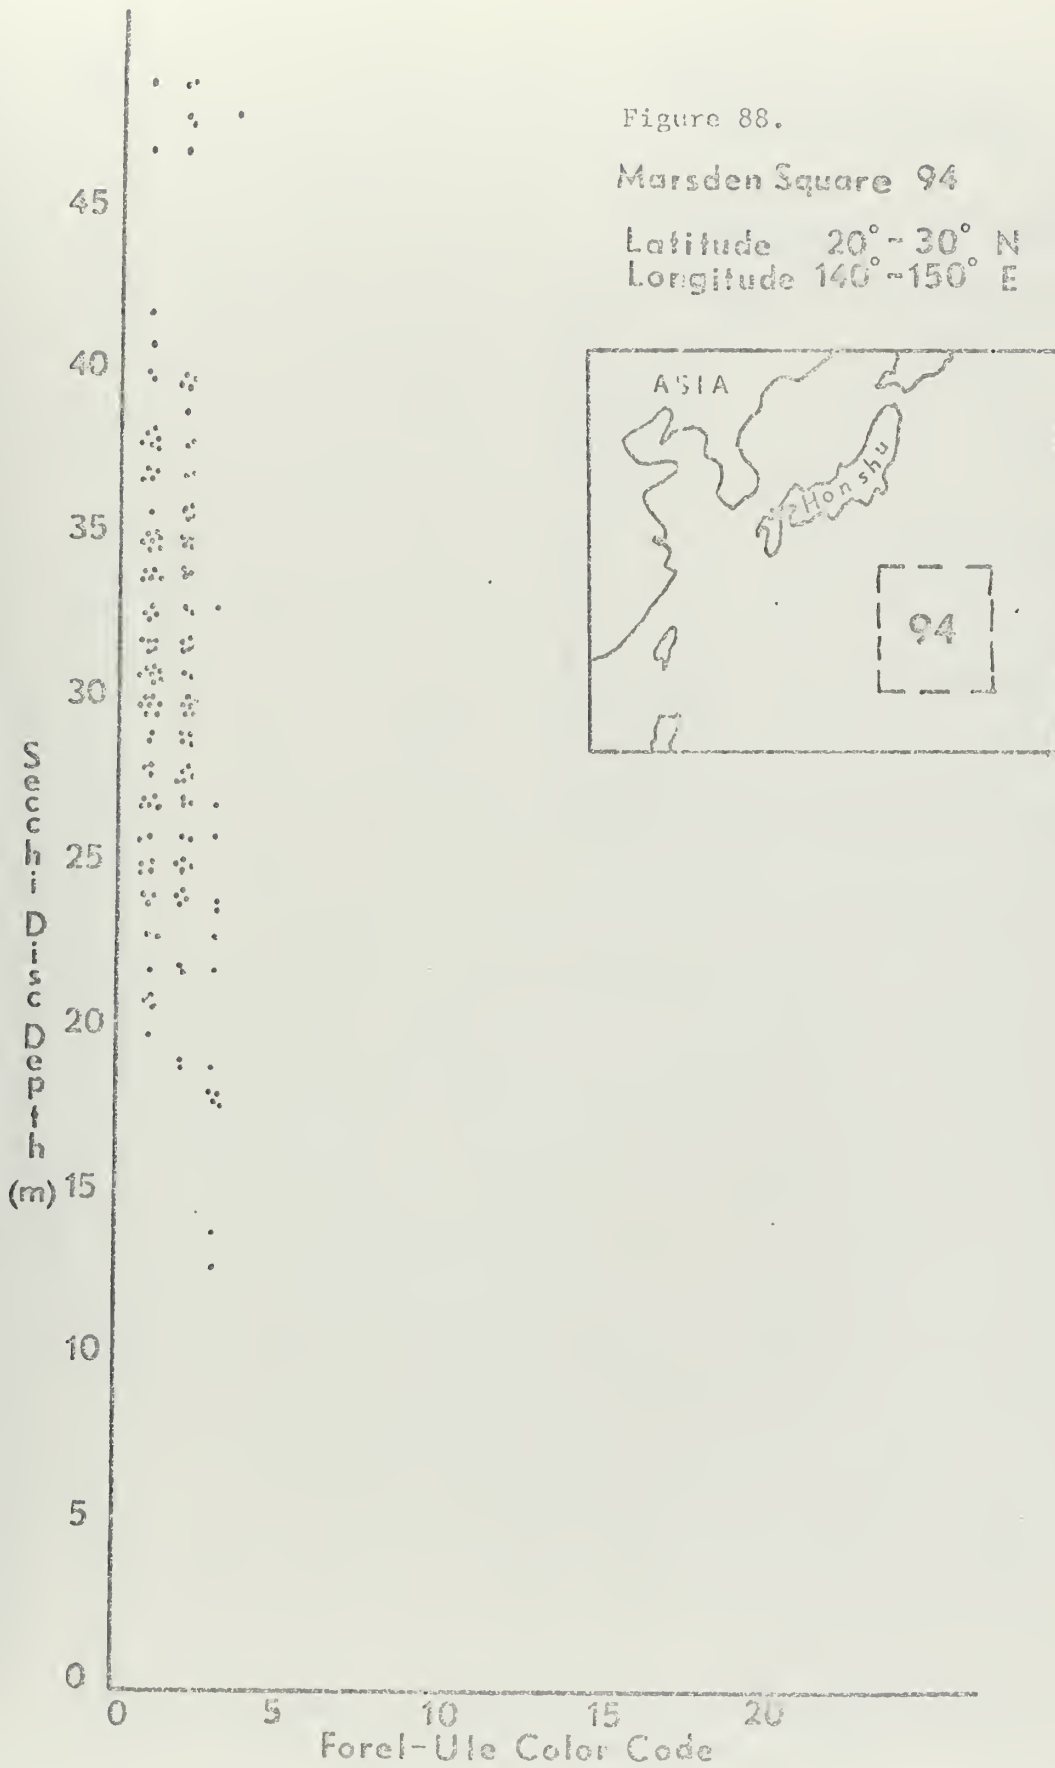 Figure 88.
Marsden Square 94
Latitude 20°-30° N
Longitude 140°-150° E
ASIA
Honshu
94
45
40
35
30
25
20
15
10
5
0
Secchi Disc Depth
(m)
0 5 10 15 20
Forel-Ule Color Code